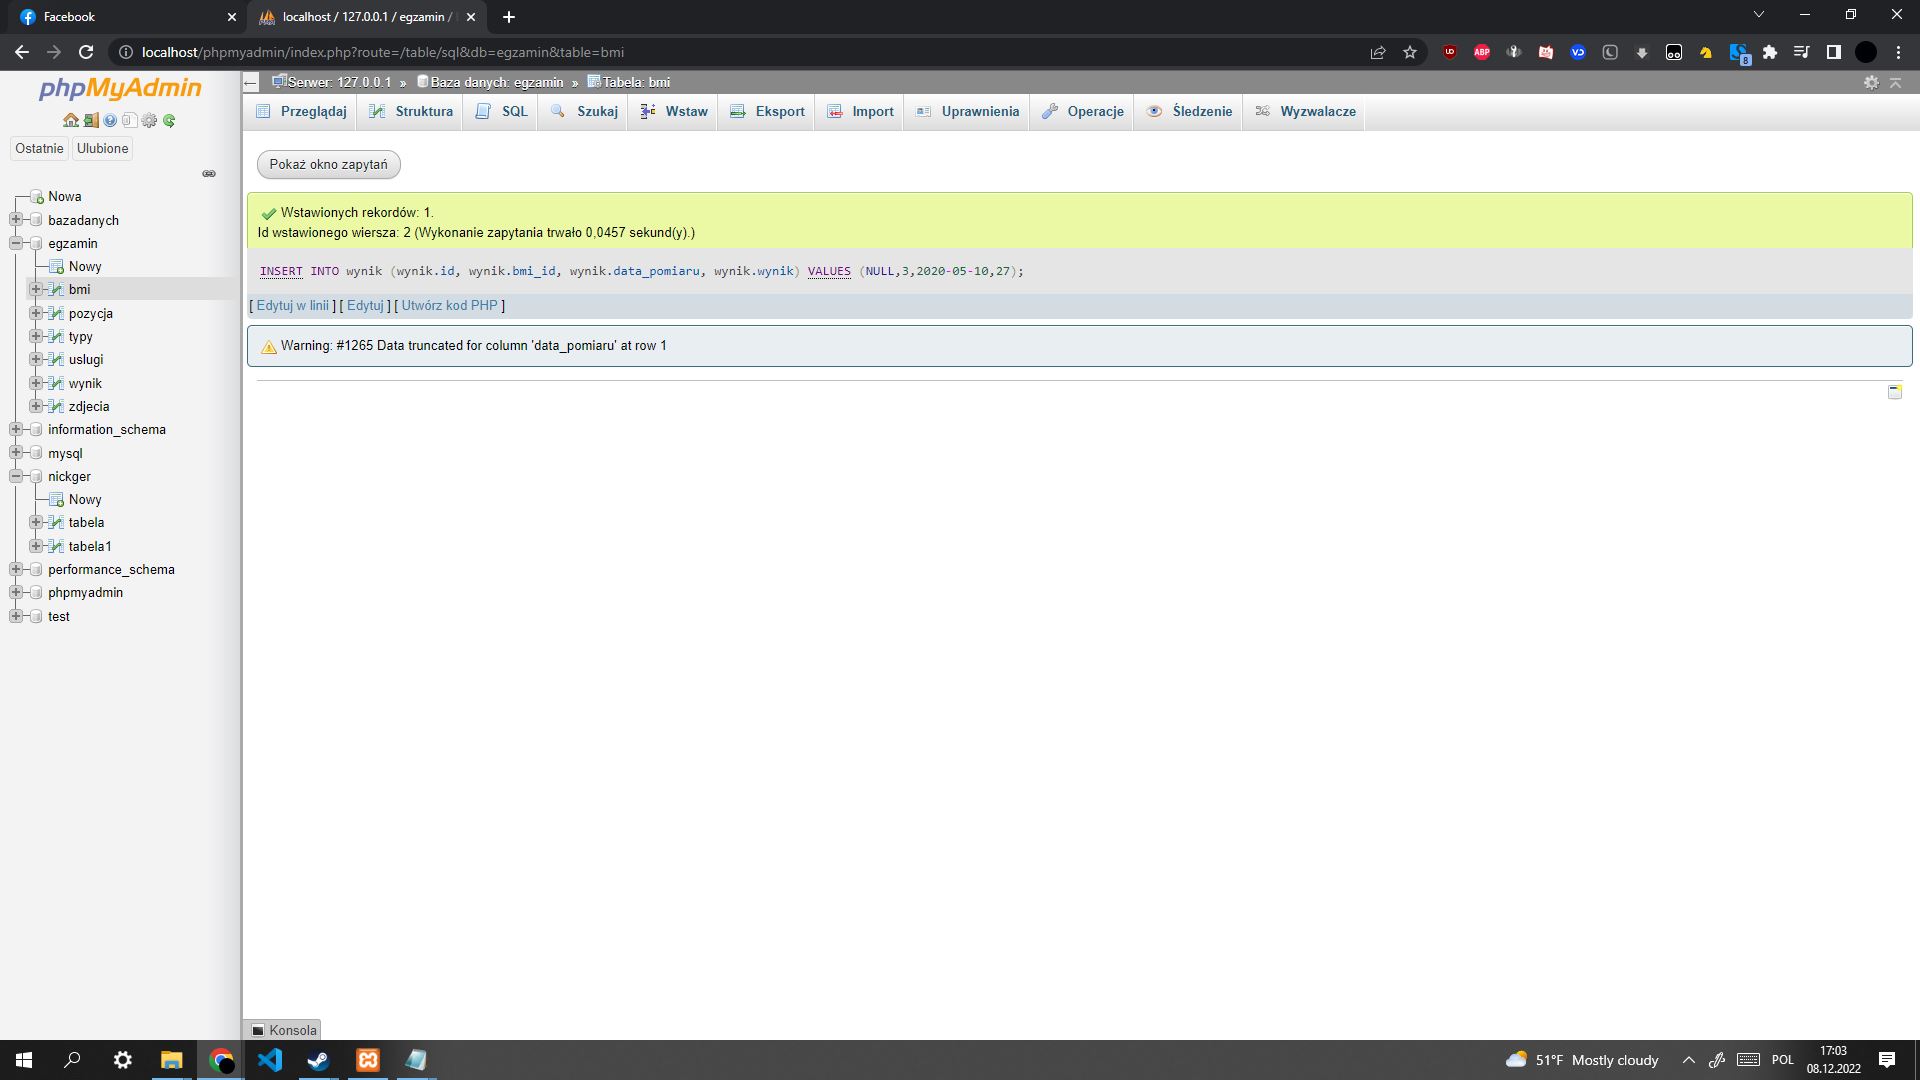 Facebook
localhost / 127.0.0.1 / egzamin /
localhost/phpmyadmin/index.php?route=/table/sql&db=egzamin&table=bmi
phpMyAdmin
Serwer: 127.0.0.1 » Baza danych: egzamin » Tabela: bmi
Przeglądaj Struktura SQL Szukaj Wstaw Eksport Import Uprawnienia Operacje Śledzenie Wyzwalacze
Ostatnie Ulubione
Pokaż okno zapytań
Nowa
bazadanych
egzamin
Nowy
bmi
pozycja
typy
uslugi
wynik
zdjecia
information_schema
mysql
nickger
Nowy
tabela
tabela1
performance_schema
phpmyadmin
test
Wstawionych rekordów: 1.
Id wstawionego wiersza: 2 (Wykonanie zapytania trwało 0,0457 sekund(y).)
INSERT INTO wynik (wynik.id, wynik.bmi_id, wynik.data_pomiaru, wynik.wynik) VALUES (NULL,3,2020-05-10,27);
[ Edytuj w linii ] [ Edytuj ] [ Utwórz kod PHP ]
Warning: #1265 Data truncated for column 'data_pomiaru' at row 1
Konsola
51°F Mostly cloudy
POL
17:03
08.12.2022